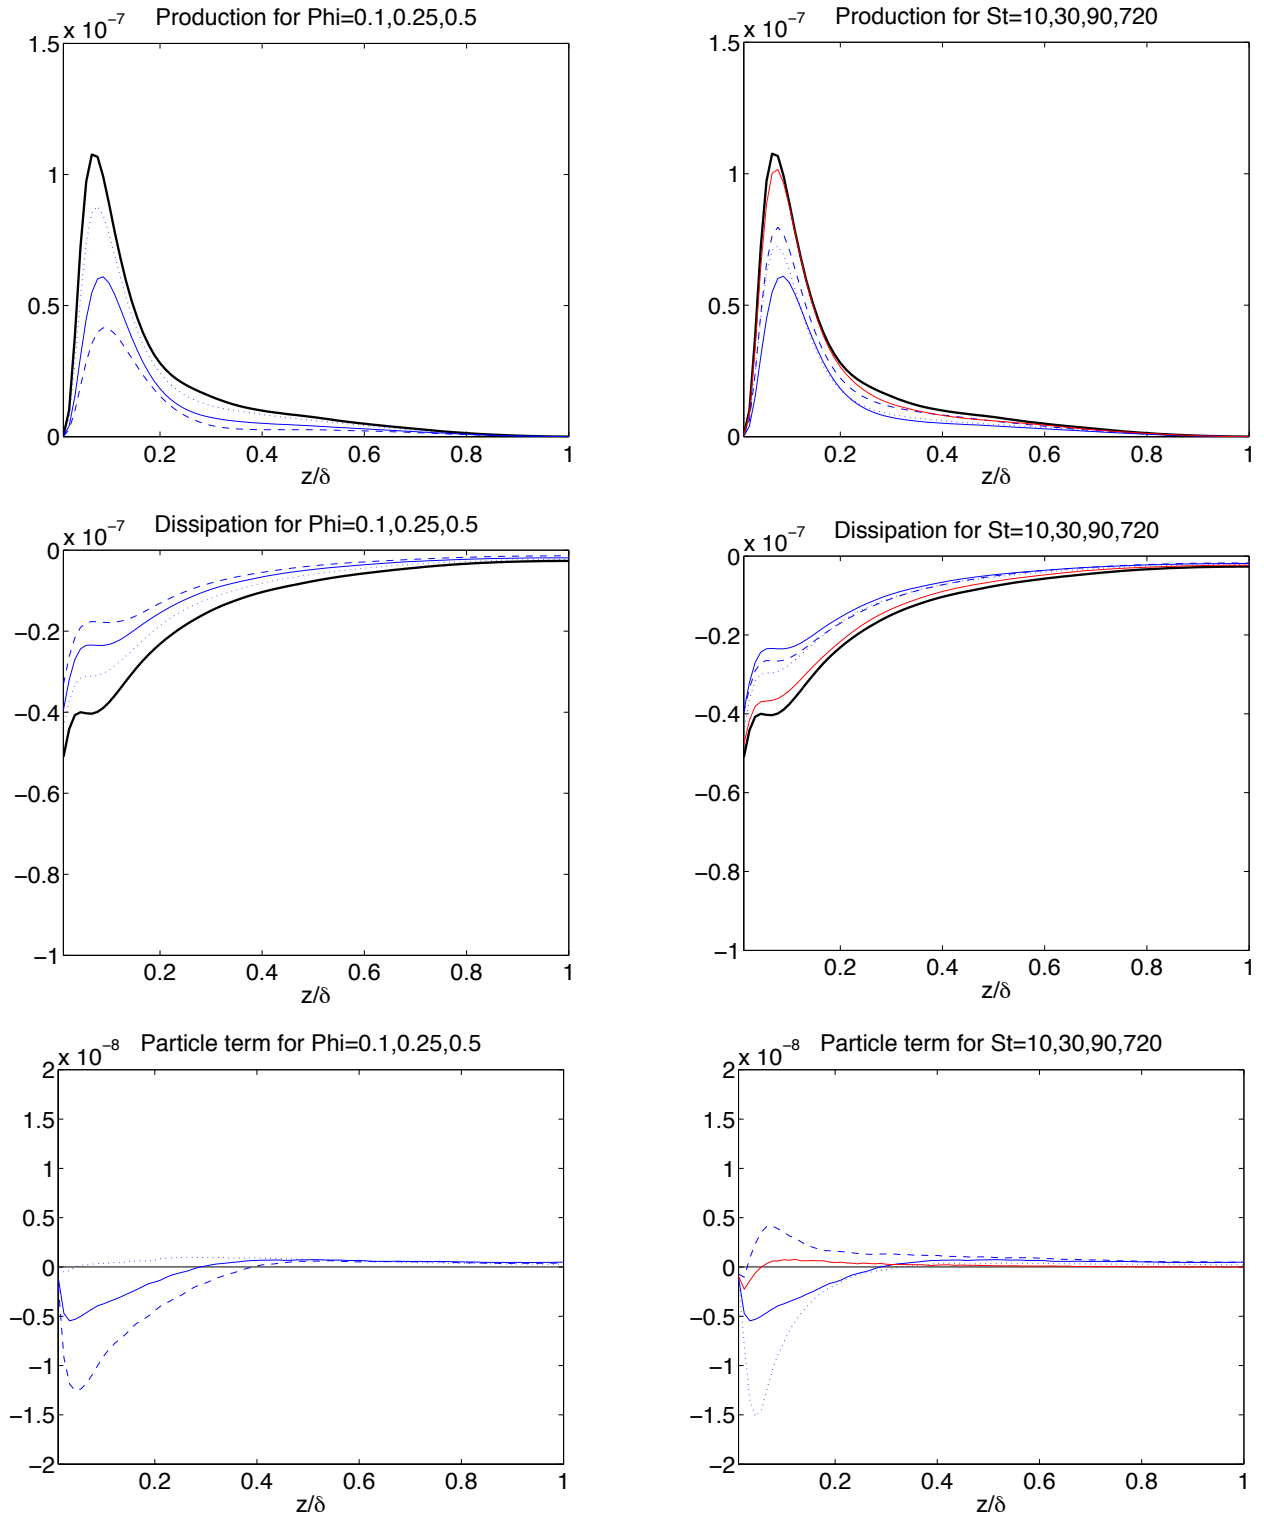 Production for Phi=0.1,0.25,0.5
x 10⁻⁷
1.5
1
0.5
0
0.2 0.4 0.6 0.8 1
z/δ
Production for St=10,30,90,720
x 10⁻⁷
1.5
1
0.5
0
0.2 0.4 0.6 0.8 1
z/δ
Dissipation for Phi=0.1,0.25,0.5
x 10⁻⁷
0
−0.2
−0.4
−0.6
−0.8
−1
0.2 0.4 0.6 0.8 1
z/δ
Dissipation for St=10,30,90,720
x 10⁻⁷
0
−0.2
−0.4
−0.6
−0.8
−1
0.2 0.4 0.6 0.8 1
z/δ
Particle term for Phi=0.1,0.25,0.5
x 10⁻⁸
2
1.5
1
0.5
0
−0.5
−1
−1.5
−2
0.2 0.4 0.6 0.8 1
z/δ
Particle term for St=10,30,90,720
x 10⁻⁸
2
1.5
1
0.5
0
−0.5
−1
−1.5
−2
0.2 0.4 0.6 0.8 1
z/δ